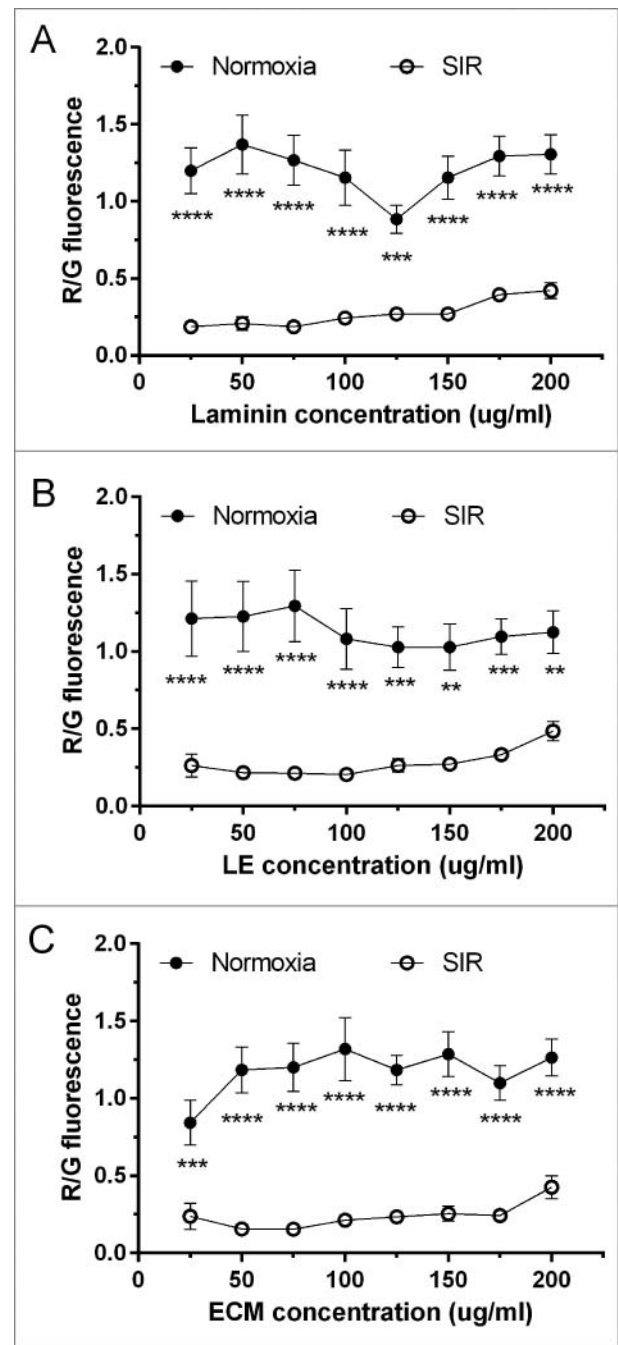 A
Normoxia SIR
2.0
1.5
1.0
0.5
0.0
R/G fluorescence
**** **** **** **** *** **** **** ****
0 50 100 150 200
Laminin concentration (ug/ml)
B
Normoxia SIR
2.0
1.5
1.0
0.5
0.0
R/G fluorescence
**** **** **** **** *** ** *** **
0 50 100 150 200
LE concentration (ug/ml)
C
Normoxia SIR
2.0
1.5
1.0
0.5
0.0
R/G fluorescence
*** **** **** **** **** **** **** ****
0 50 100 150 200
ECM concentration (ug/ml)